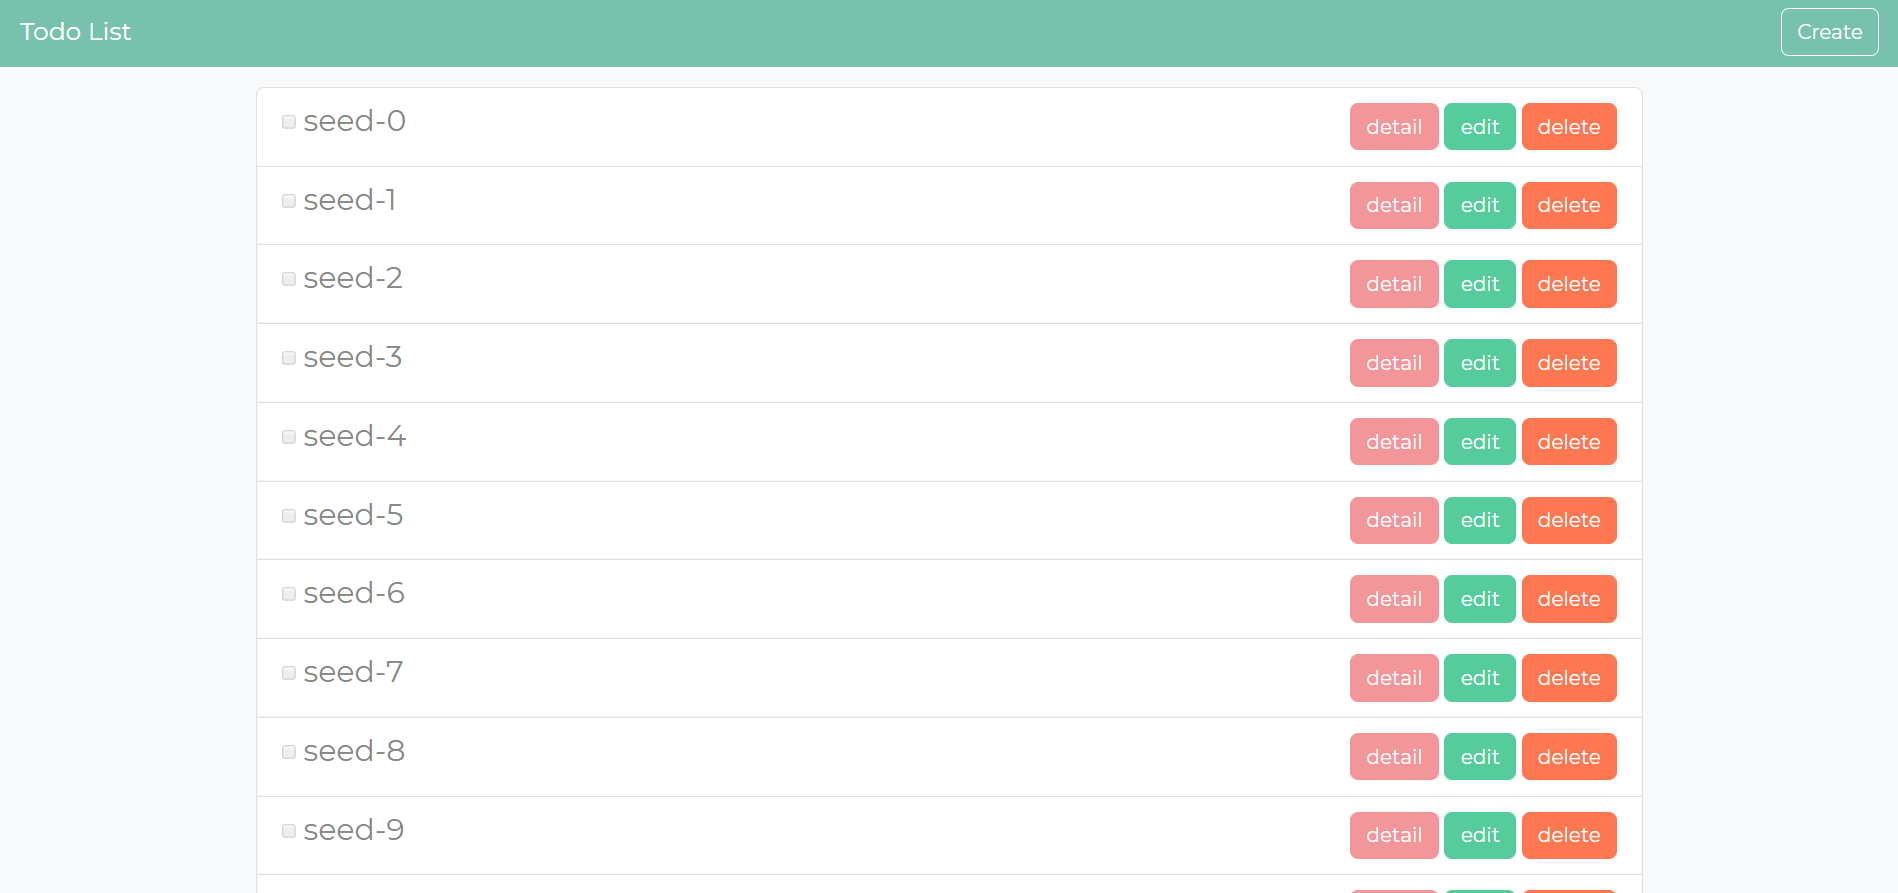 Todo List Create
seed-0 detail edit delete
seed-1 detail edit delete
seed-2 detail edit delete
seed-3 detail edit delete
seed-4 detail edit delete
seed-5 detail edit delete
seed-6 detail edit delete
seed-7 detail edit delete
seed-8 detail edit delete
seed-9 detail edit delete